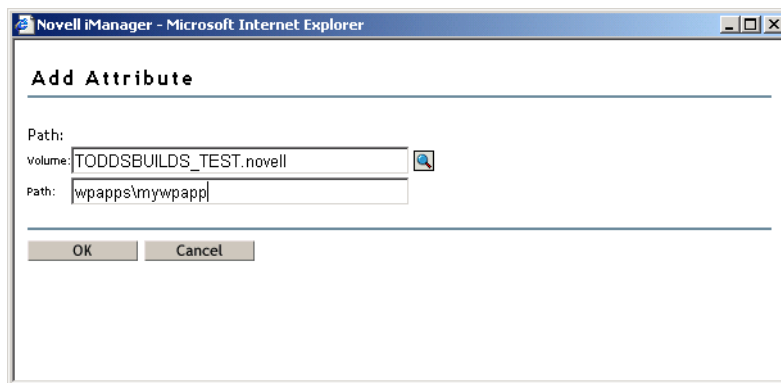 Novell iManager - Microsoft Internet Explorer
Add Attribute
Path:
Volume: TODDSBUILDS_TEST.novell
Path: wpapps\mywpapp
OK Cancel